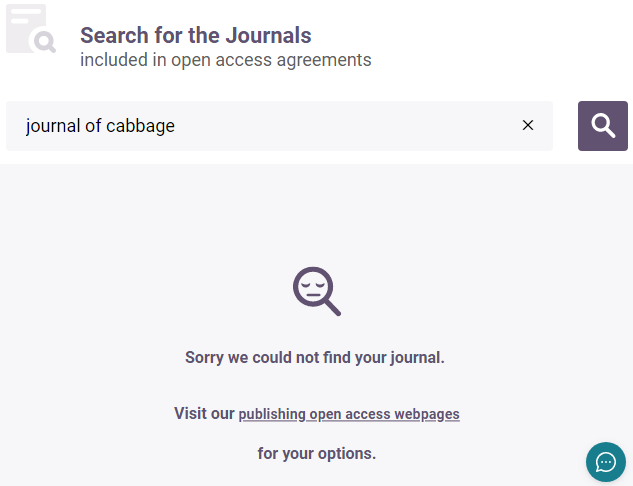 Search for the Journals
included in open access agreements
journal of cabbage
Sorry we could not find your journal.
Visit our publishing open access webpages
for your options.